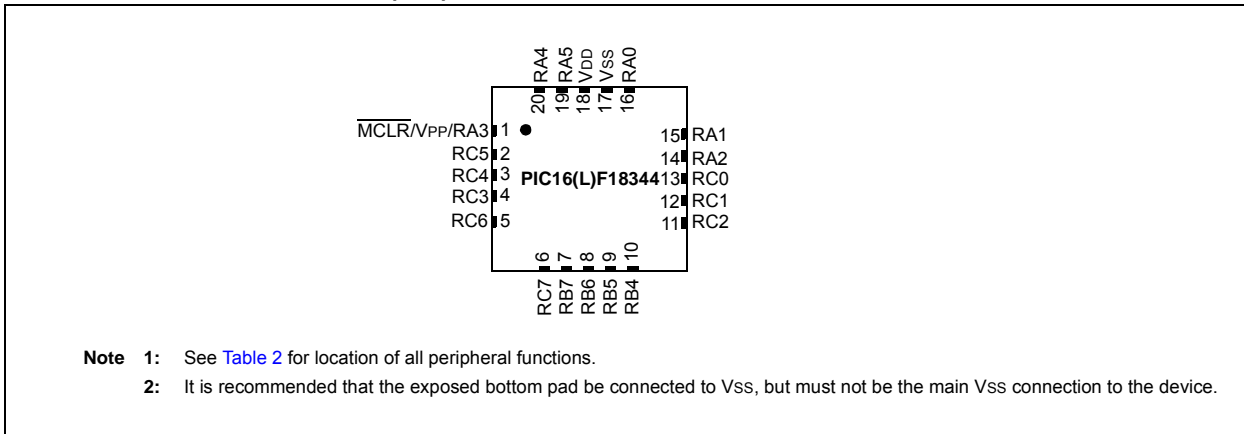 20 RA4
19 RA5
18 VDD
17 VSS
16 RA0
MCLR/VPP/RA3 1
RC5 2
RC4 3
RC3 4
RC6 5
PIC16(L)F18344
15 RA1
14 RA2
13 RC0
12 RC1
11 RC2
6 RC7
7 RB7
8 RB6
9 RB5
10 RB4
Note 1: See Table 2 for location of all peripheral functions.
2: It is recommended that the exposed bottom pad be connected to VSS, but must not be the main VSS connection to the device.